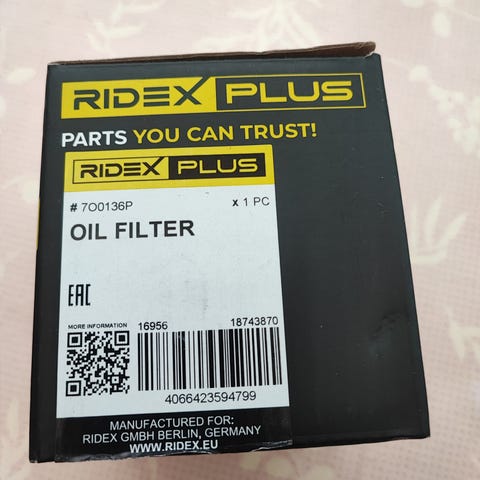 RIDEX PLUS
PARTS YOU CAN TRUST!
RIDEX PLUS
# 7O0136P x 1 PC
OIL FILTER
EAC
MORE INFORMATION 16956 18743870
4066423594799
MANUFACTURED FOR:
RIDEX GMBH BERLIN, GERMANY
WWW.RIDEX.EU